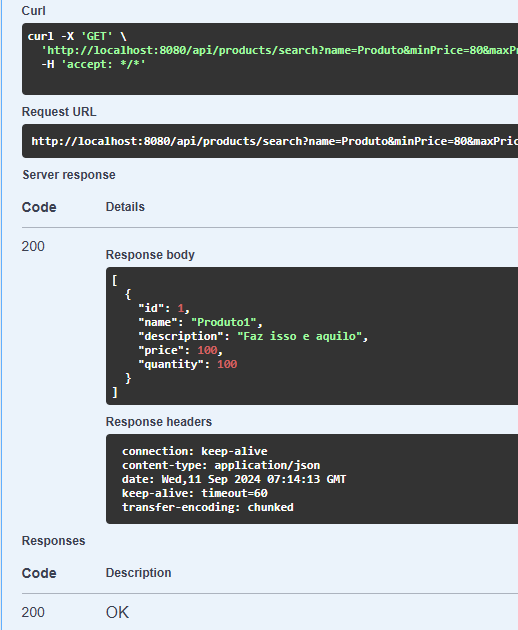 Curl
curl -X 'GET' \
'http://localhost:8080/api/products/search?name=Produto&minPrice=80&maxPr
-H 'accept: */*'
Request URL
http://localhost:8080/api/products/search?name=Produto&minPrice=80&maxPric
Server response
Code Details
200
Response body
[
{
"id": 1,
"name": "Produto1",
"description": "Faz isso e aquilo",
"price": 100,
"quantity": 100
}
]
Response headers
connection: keep-alive
content-type: application/json
date: Wed,11 Sep 2024 07:14:13 GMT
keep-alive: timeout=60
transfer-encoding: chunked
Responses
Code Description
200 OK